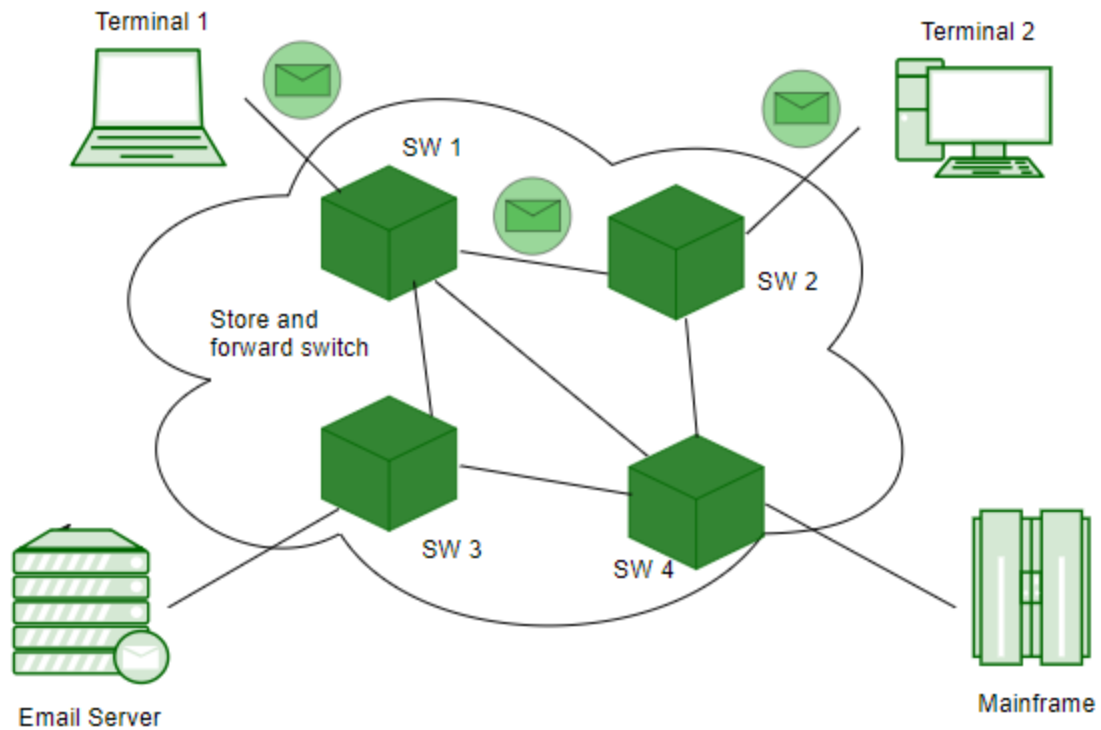 Terminal 1
Terminal 2
SW 1
SW 2
Store and
forward switch
SW 3
SW 4
Email Server
Mainframe